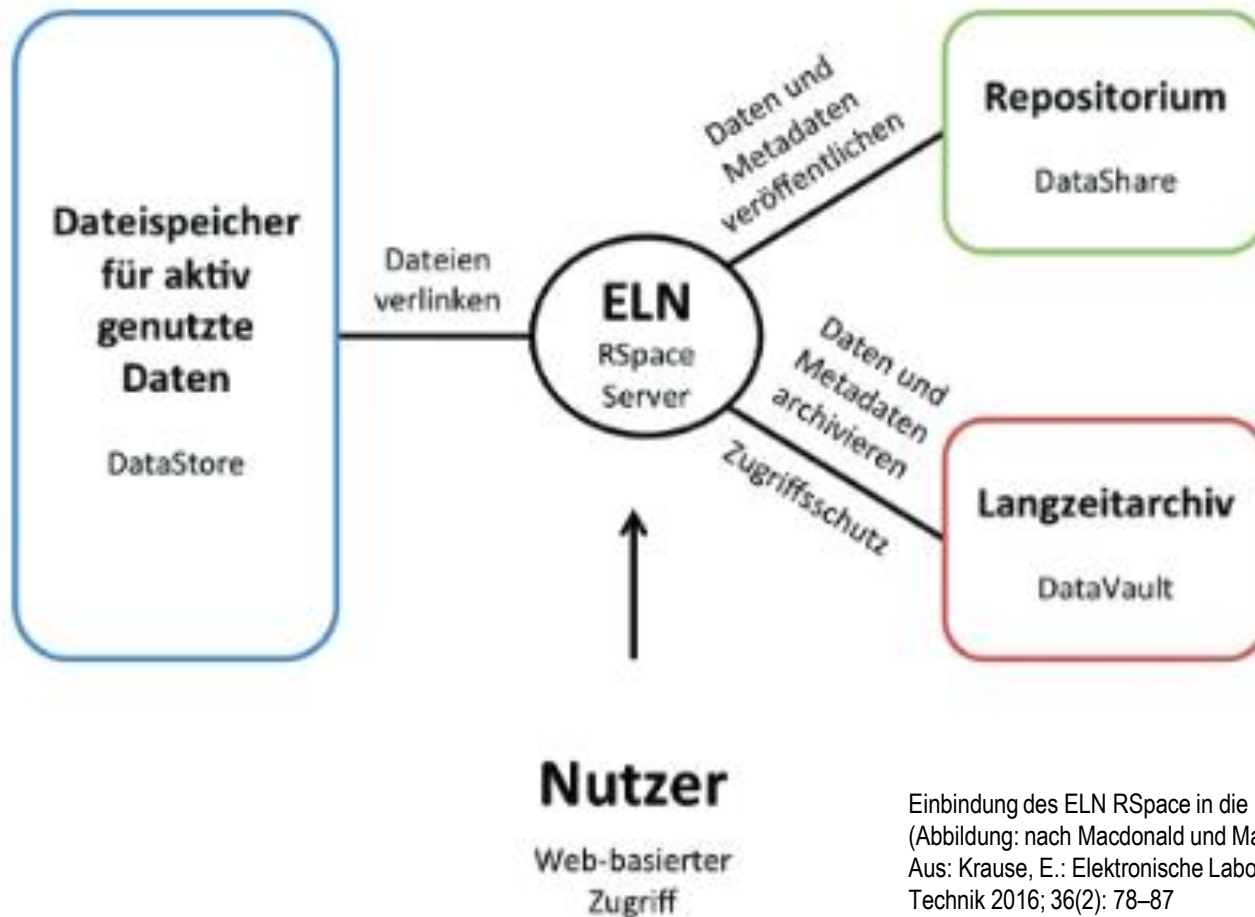 Dateispeicher
für aktiv
genutzte
Daten
DataStore
Dateien
verlinken
ELN
RSpace
Server
Daten und
Metadaten
veröffentlichen
Repositorium
DataShare
Daten und
Metadaten
archivieren
Zugriffsschutz
Langzeitarchiv
DataVault
Nutzer
Web-basierter
Zugriff
Einbindung des ELN RSpace in die
(Abbildung: nach Macdonald und
Aus: Krause, E.: Elektronische
Technik 2016; 36(2): 78–87